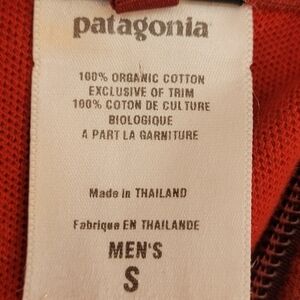 patagonia
100% ORGANIC COTTON
EXCLUSIVE OF TRIM
100% COTON DE CULTURE
BIOLOGIQUE
A PART LA GARNITURE
Made in THAILAND
Fabrique EN THAILANDE
MEN'S
S